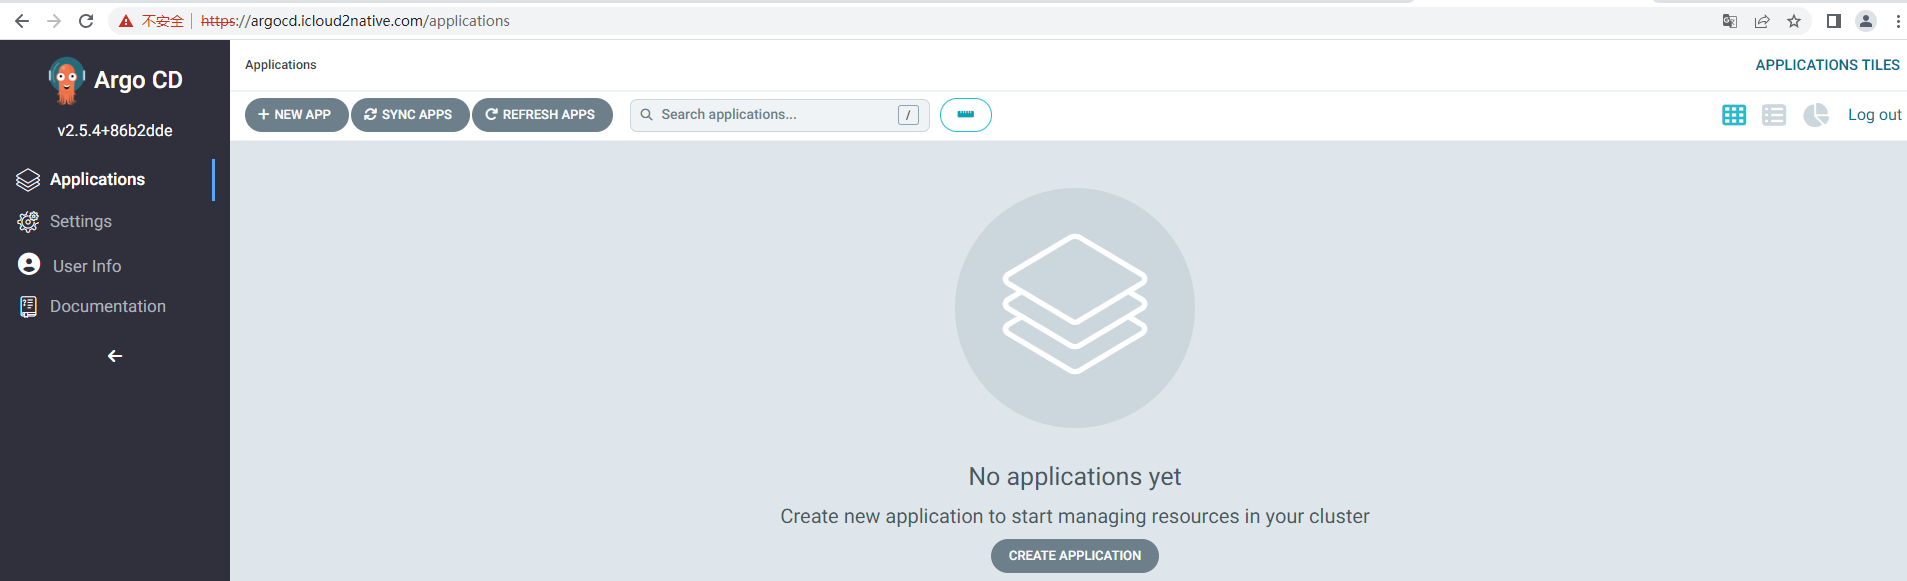 不安全 https://argocd.icloud2native.com/applications
Argo CD
v2.5.4+86b2dde
Applications
Settings
User Info
Documentation
Applications
APPLICATIONS TILES
NEW APP SYNC APPS REFRESH APPS Search applications... / Log out
No applications yet
Create new application to start managing resources in your cluster
CREATE APPLICATION